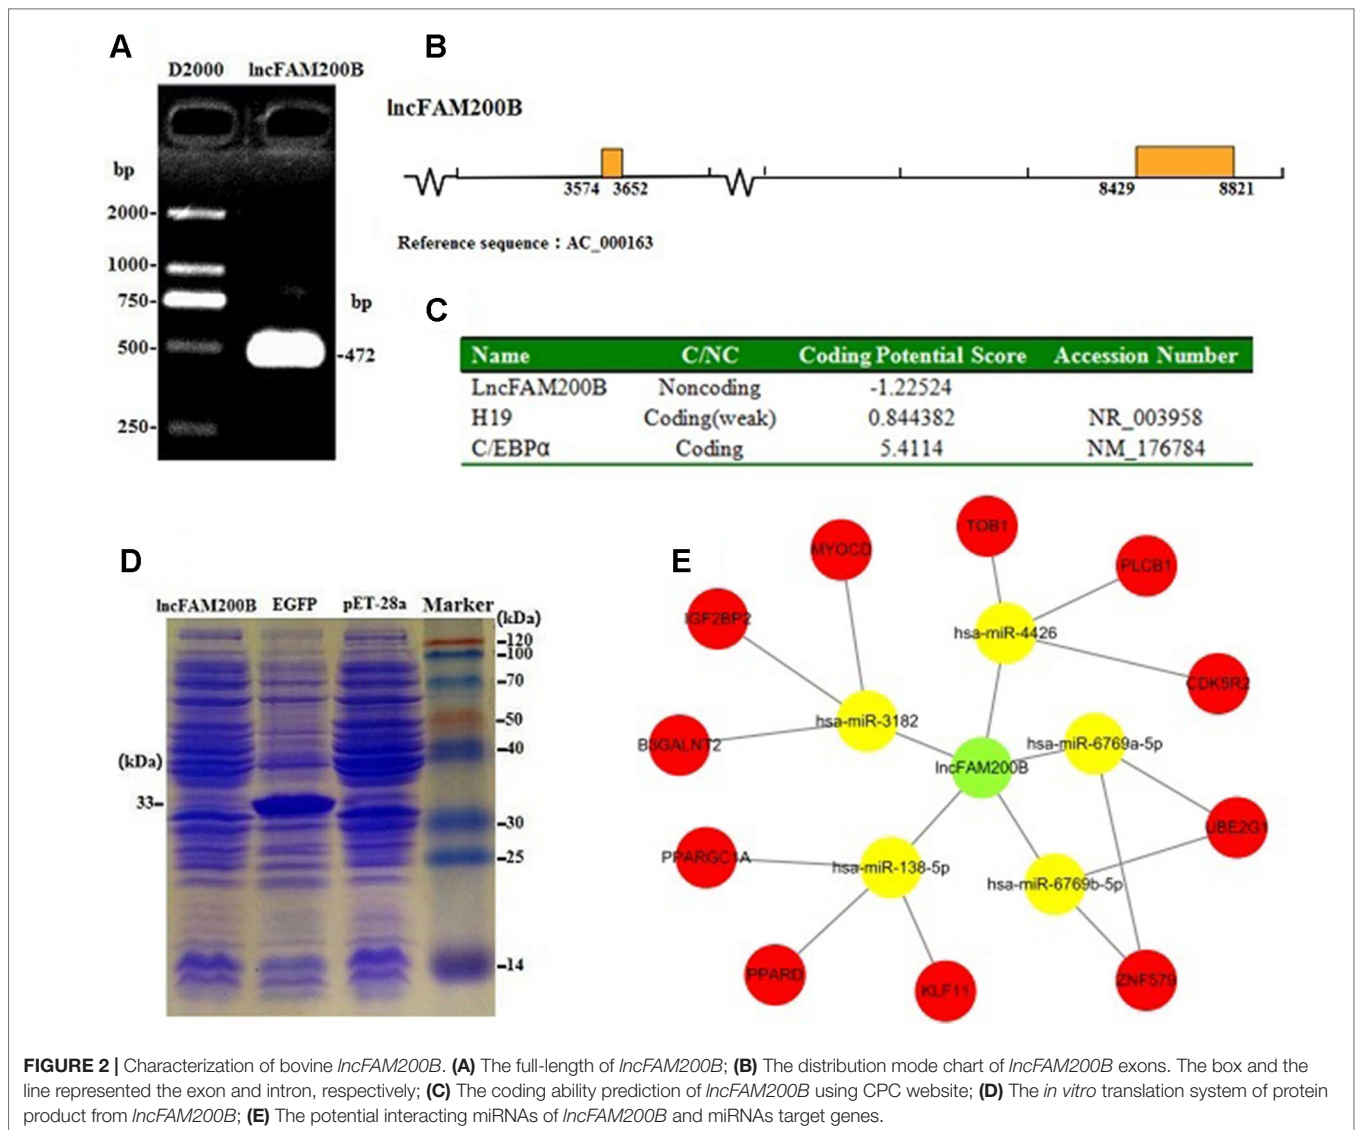 A
D2000 lncFAM200B
bp
2000-
1000-
750-
500-
250-
bp
-472
B
lncFAM200B
3574 3652 8429 8821
Reference sequence : AC_000163
C
Name C/NC Coding Potential Score Accession Number
LncFAM200B Noncoding -1.22524
H19 Coding(weak) 0.844382 NR_003958
C/EBPα Coding 5.4114 NM_176784
D
lncFAM200B EGFP pET-28a Marker
(kDa)
-120
-100
-70
-50
-40
-30
-25
-14
(kDa)
33-
E
TOB1
MYOCD
PLCB1
IGF2BP2
hsa-miR-4426
CDK5R2
hsa-miR-3182
B3GALNT2
hsa-miR-6769a-5p
lncFAM200B
UBE2G1
PPARGC1A
hsa-miR-138-5p
hsa-miR-6769b-5p
PPARD
KLF11
ZNF579
FIGURE 2 | Characterization of bovine lncFAM200B. (A) The full-length of lncFAM200B; (B) The distribution mode chart of lncFAM200B exons. The box and the
line represented the exon and intron, respectively; (C) The coding ability prediction of lncFAM200B using CPC website; (D) The in vitro translation system of protein
product from lncFAM200B; (E) The potential interacting miRNAs of lncFAM200B and miRNAs target genes.